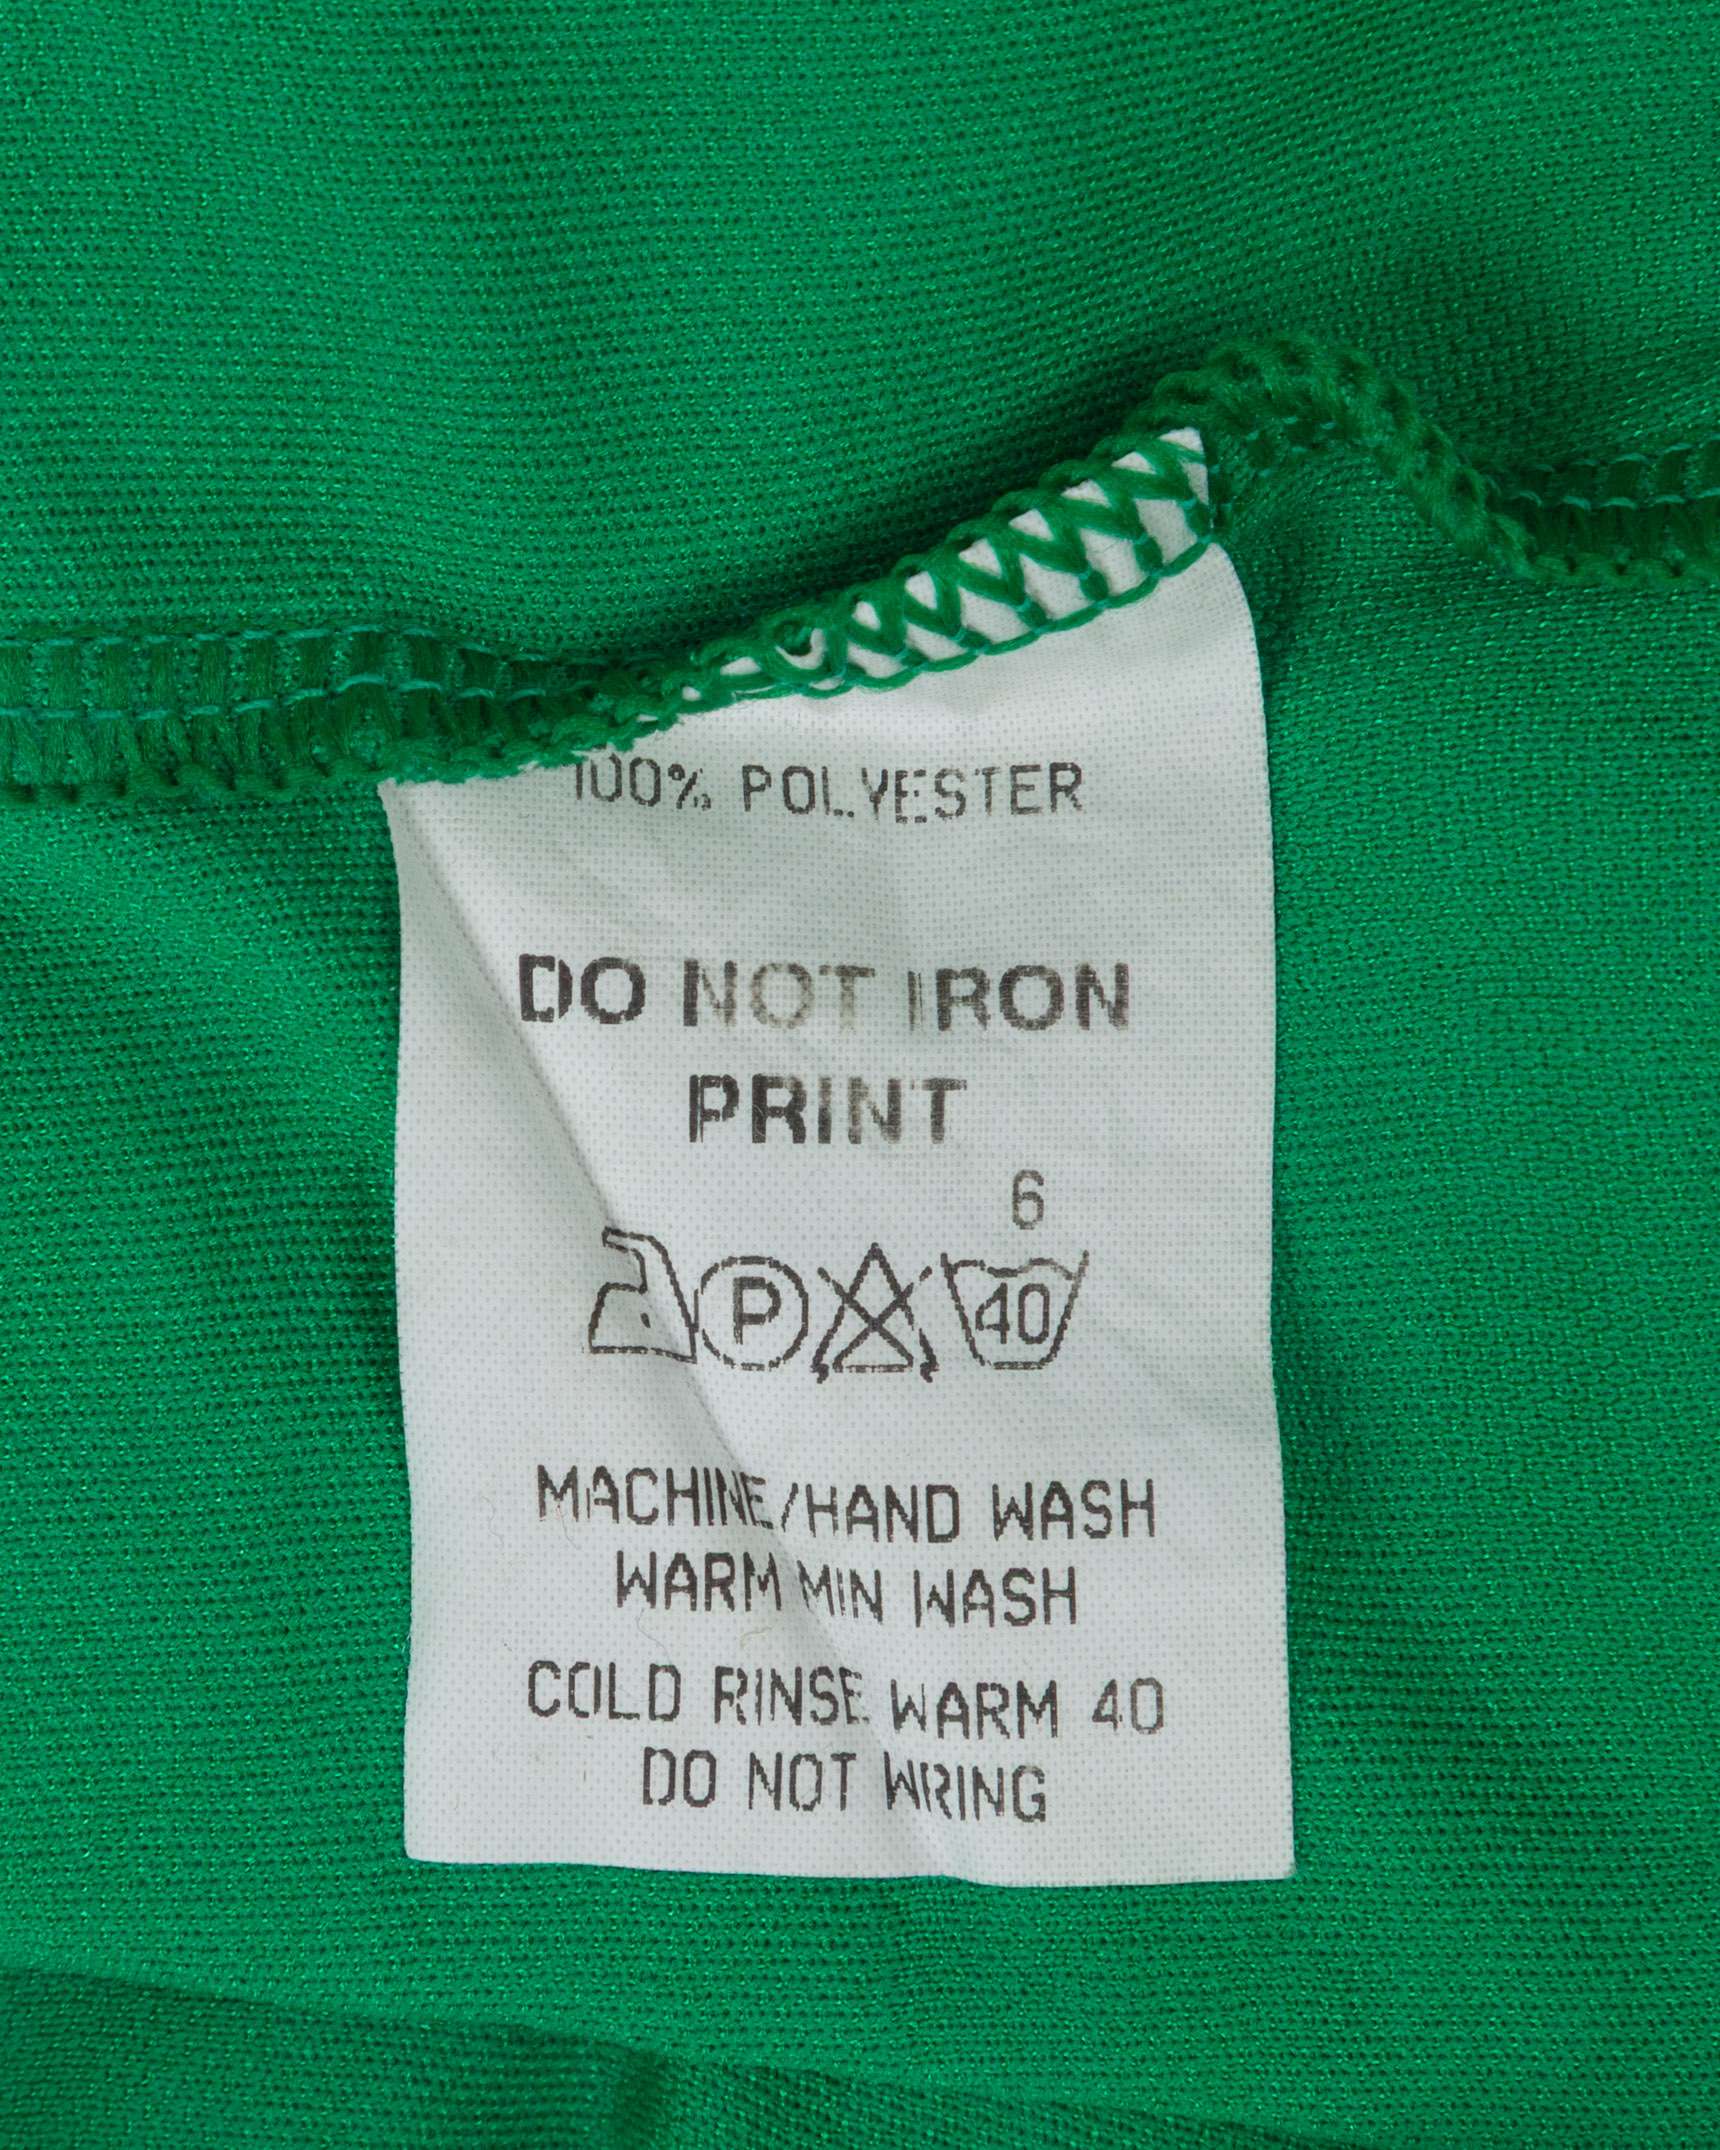 100% POLYESTER
DO NOT IRON
PRINT
6
P 40
MACHINE/HAND WASH
WARM MIN WASH
COLD RINSE WARM 40
DO NOT WRING